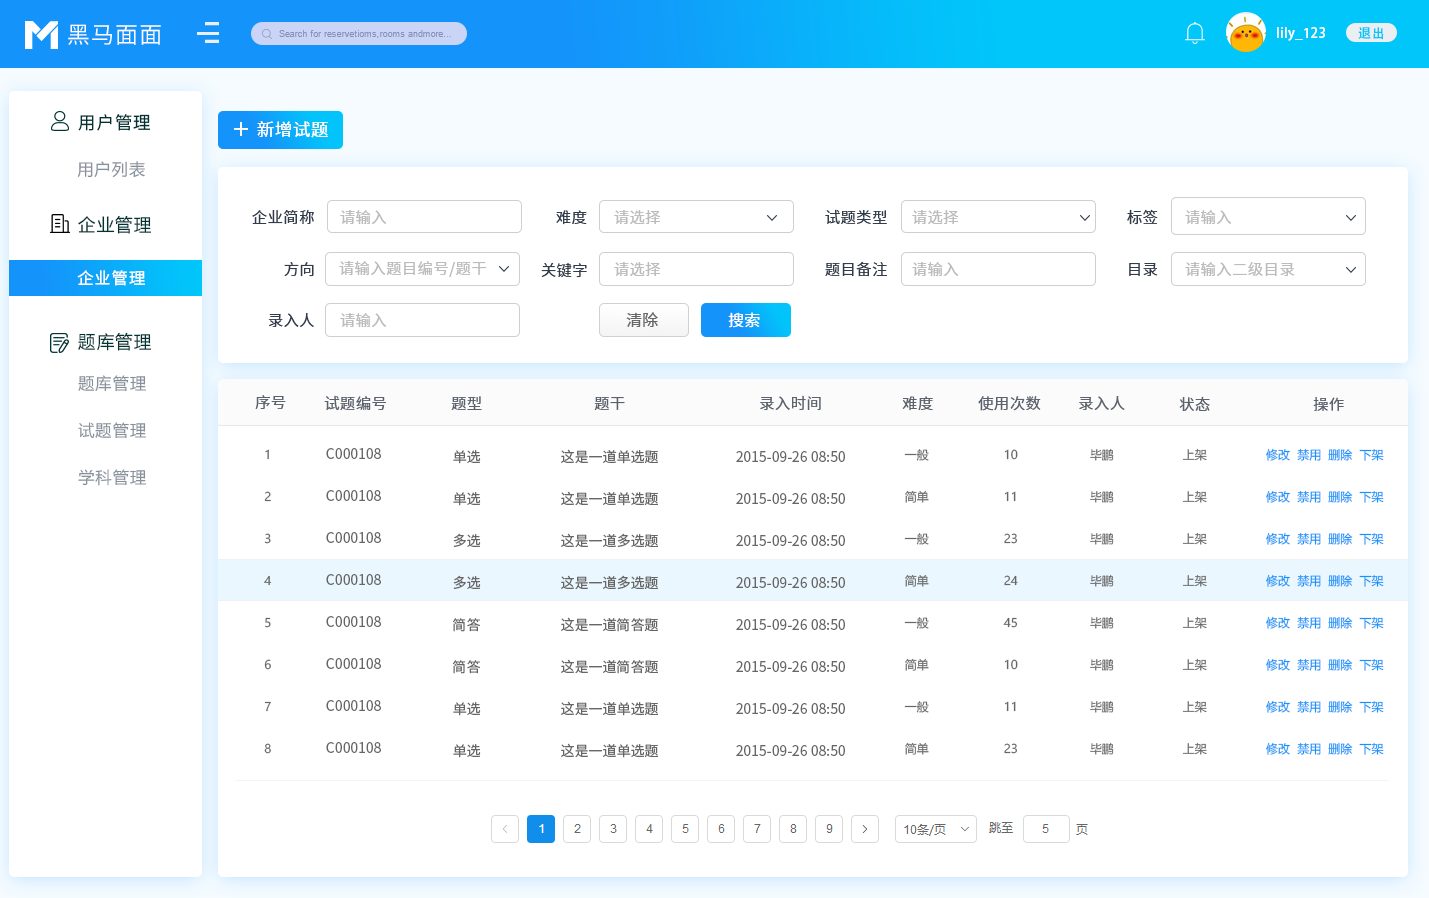 黑马面面
Search for reservetioms,rooms andmore...
lily_123
退出
用户管理
用户列表
企业管理
企业管理
题库管理
题库管理
试题管理
学科管理
新增试题
企业简称 请输入 难度 请选择 试题类型 请选择 标签 请输入
方向 请输入题目编号/题干 关键字 请选择 题目备注 请输入 目录 请输入二级目录
录入人 请输入 清除 搜索
序号 试题编号 题型 题干 录入时间 难度 使用次数 录入人 状态 操作
1 C000108 单选 这是一道单选题 2015-09-26 08:50 一般 10 毕鹏 上架 修改 禁用 删除 下架
2 C000108 单选 这是一道单选题 2015-09-26 08:50 简单 11 毕鹏 上架 修改 禁用 删除 下架
3 C000108 多选 这是一道多选题 2015-09-26 08:50 一般 23 毕鹏 上架 修改 禁用 删除 下架
4 C000108 多选 这是一道多选题 2015-09-26 08:50 简单 24 毕鹏 上架 修改 禁用 删除 下架
5 C000108 简答 这是一道简答题 2015-09-26 08:50 一般 45 毕鹏 上架 修改 禁用 删除 下架
6 C000108 简答 这是一道简答题 2015-09-26 08:50 简单 10 毕鹏 上架 修改 禁用 删除 下架
7 C000108 单选 这是一道单选题 2015-09-26 08:50 一般 11 毕鹏 上架 修改 禁用 删除 下架
8 C000108 单选 这是一道单选题 2015-09-26 08:50 简单 23 毕鹏 上架 修改 禁用 删除 下架
1 2 3 4 5 6 7 8 9 10条/页 跳至 5 页